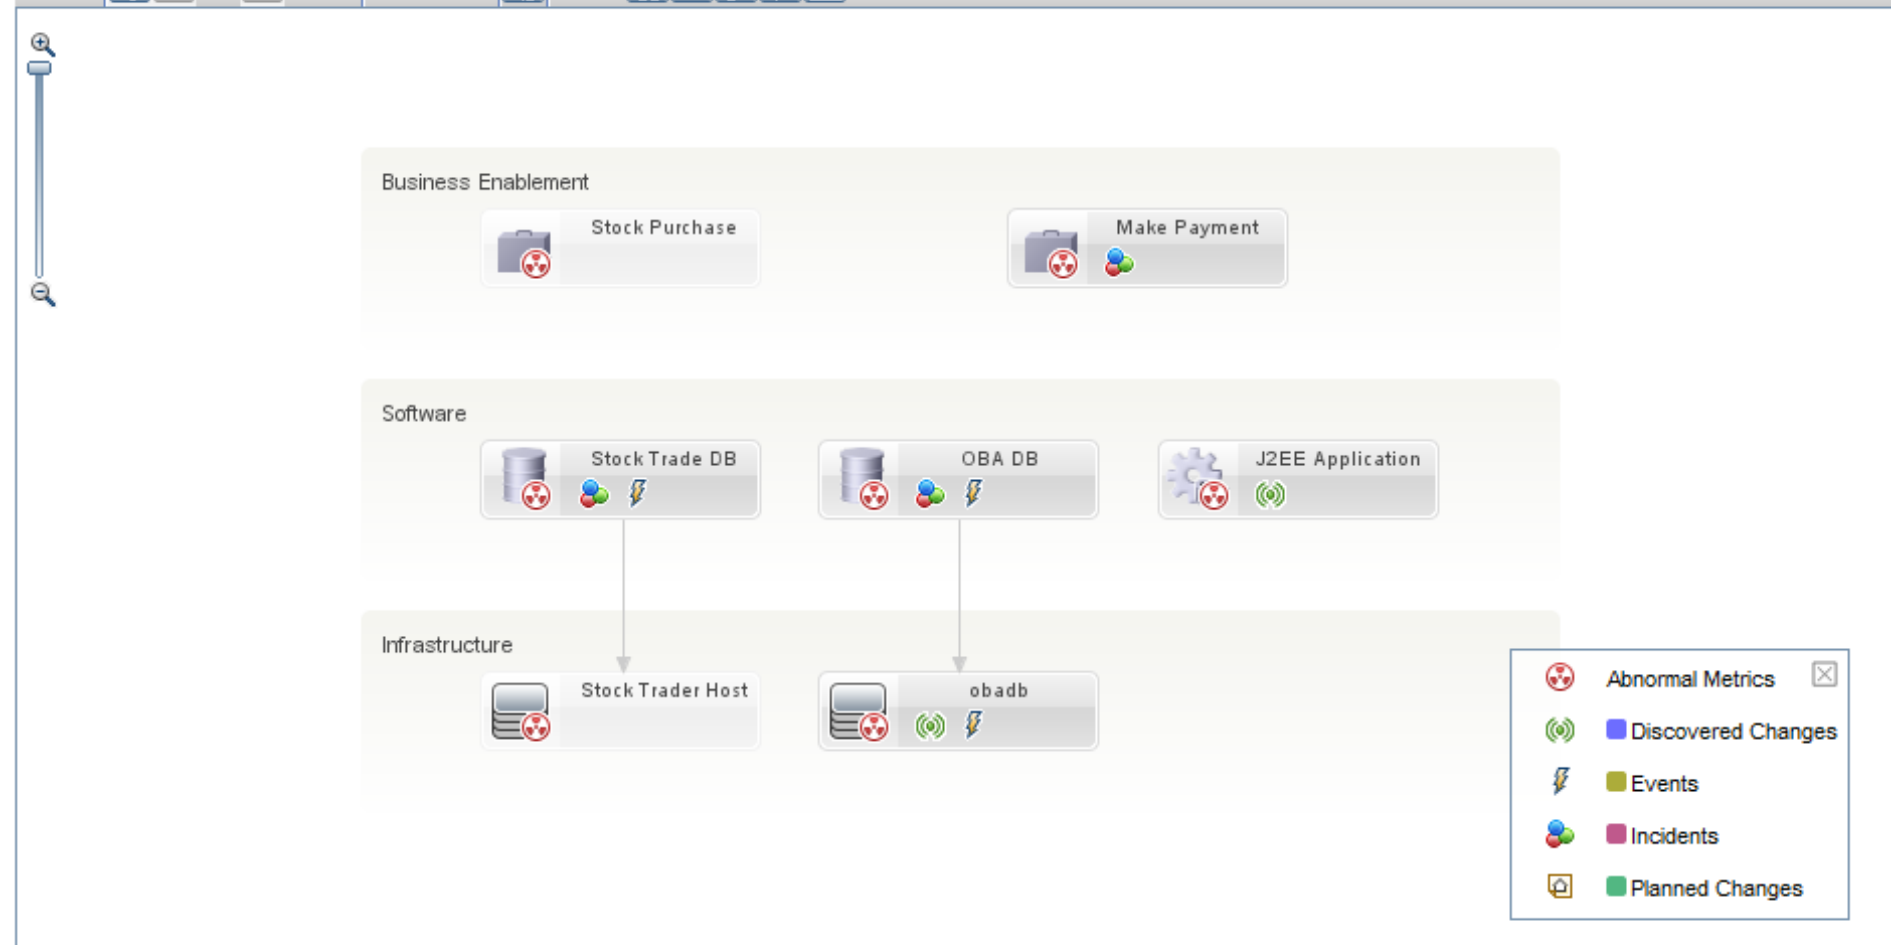 Business Enablement
Stock Purchase
Make Payment
Software
Stock Trade DB
OBA DB
J2EE Application
Infrastructure
Stock Trader Host
obadb
Abnormal Metrics
Discovered Changes
Events
Incidents
Planned Changes